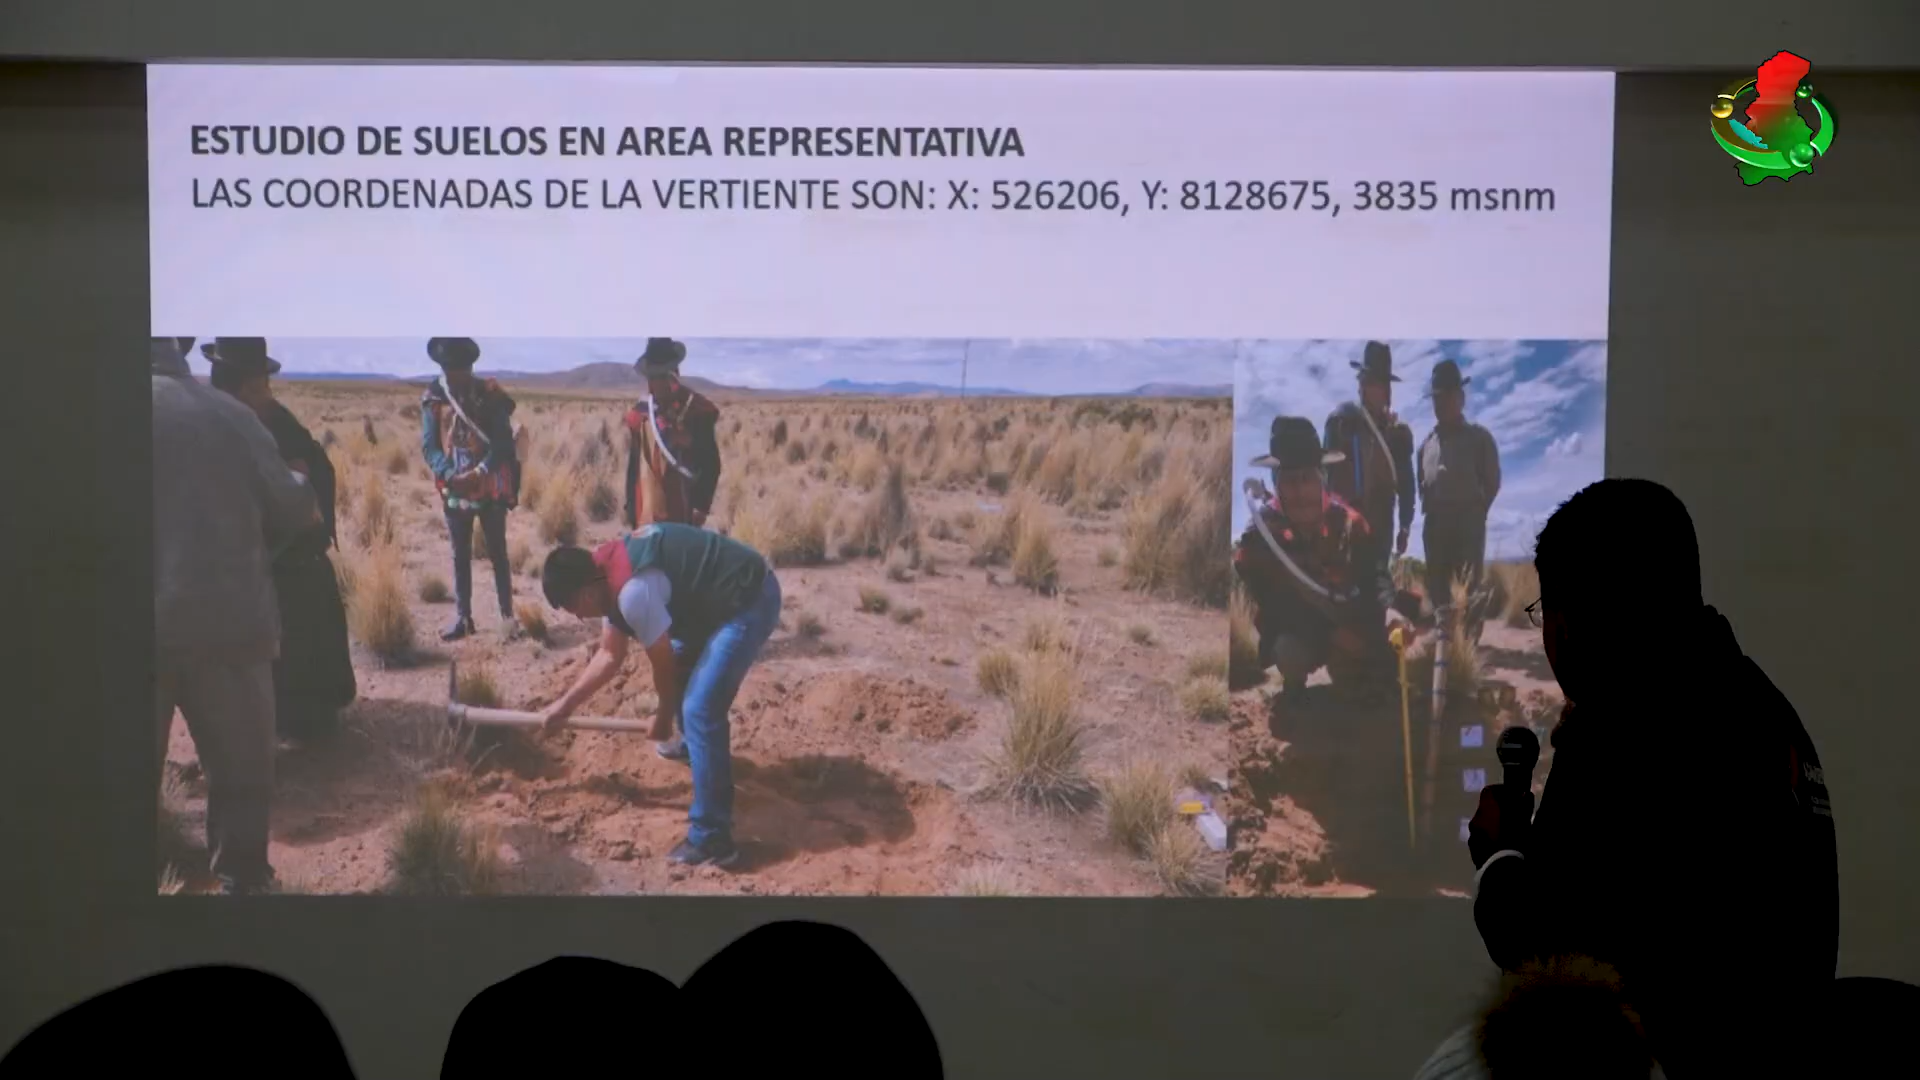 ESTUDIO DE SUELOS EN AREA REPRESENTATIVA
LAS COORDENADAS DE LA VERTIENTE SON: X: 526206, Y: 8128675, 3835 msnm